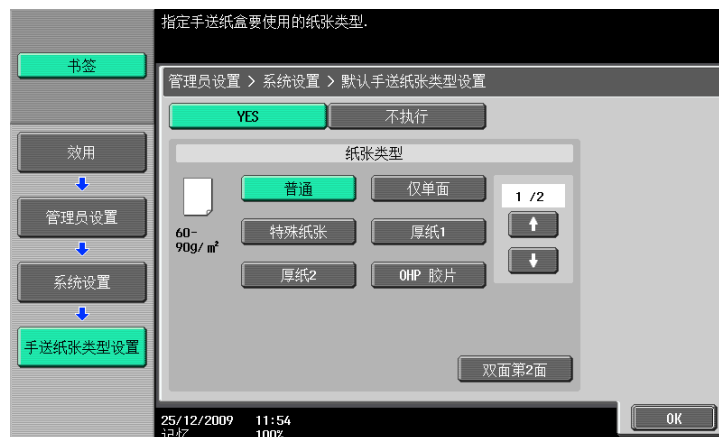 指定手送纸盒要使用的纸张类型.
书签
管理员设置 > 系统设置 > 默认手送纸张类型设置
YES 不执行
纸张类型
效用
普通 仅单面 1 /2
管理员设置
60-
90g/㎡
特殊纸张 厚纸1
系统设置
厚纸2 OHP 胶片
手送纸张类型设置
双面第2面
25/12/2009 11:54
记忆 100%
OK